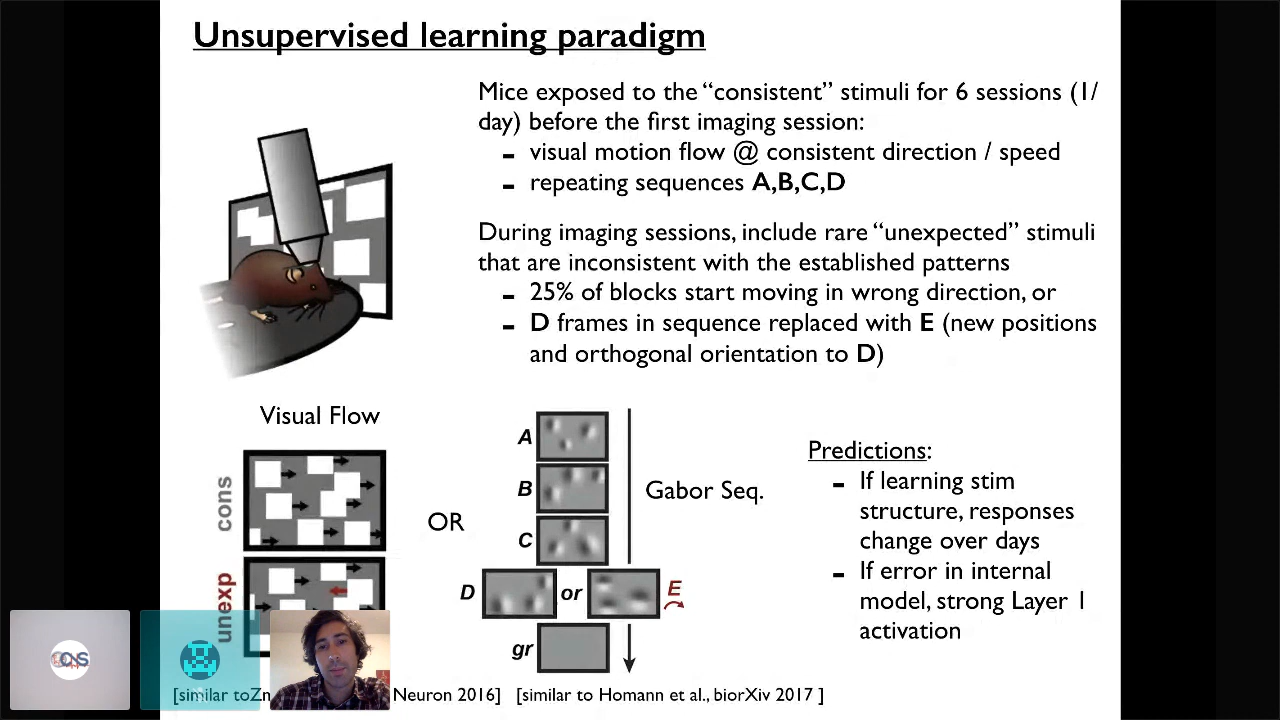 Unsupervised learning paradigm
Mice exposed to the “consistent” stimuli for 6 sessions (1/
day) before the first imaging session:
- visual motion flow @ consistent direction / speed
- repeating sequences A,B,C,D
During imaging sessions, include rare “unexpected” stimuli
that are inconsistent with the established patterns
- 25% of blocks start moving in wrong direction, or
- D frames in sequence replaced with E (new positions
and orthogonal orientation to D)
Visual Flow
cons
unexp
OR
A
B
C
D
or
E
gr
Gabor Seq.
Predictions:
- If learning stim
structure, responses
change over days
- If error in internal
model, strong Layer 1
activation
[similar to Neuron 2016]
[similar to Homann et al., biorXiv 2017 ]